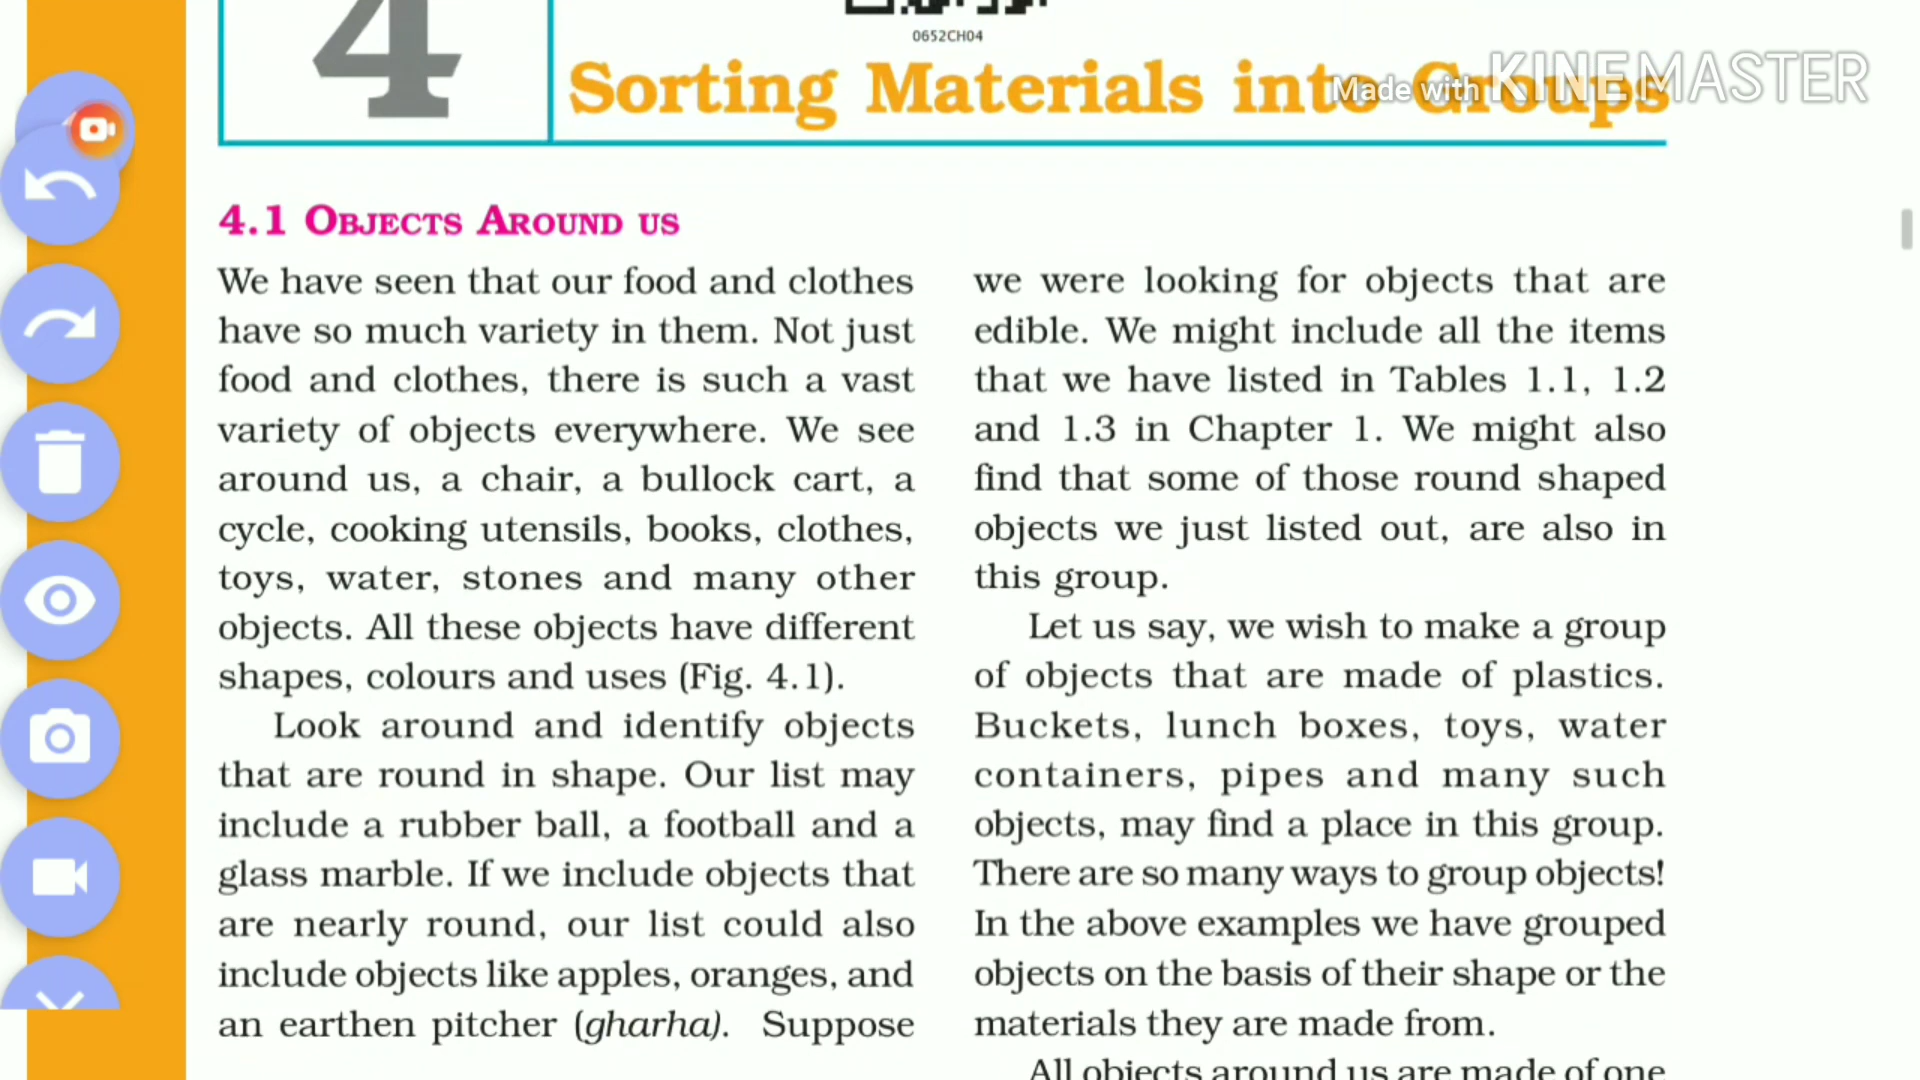 4
0652CH04
Sorting Materials into Groups
Made with KINEMASTER
4.1 OBJECTS AROUND US
We have seen that our food and clothes
have so much variety in them. Not just
food and clothes, there is such a vast
variety of objects everywhere. We see
around us, a chair, a bullock cart, a
cycle, cooking utensils, books, clothes,
toys, water, stones and many other
objects. All these objects have different
shapes, colours and uses (Fig. 4.1).
Look around and identify objects
that are round in shape. Our list may
include a rubber ball, a football and a
glass marble. If we include objects that
are nearly round, our list could also
include objects like apples, oranges, and
an earthen pitcher (gharha). Suppose
we were looking for objects that are
edible. We might include all the items
that we have listed in Tables 1.1, 1.2
and 1.3 in Chapter 1. We might also
find that some of those round shaped
objects we just listed out, are also in
this group.
Let us say, we wish to make a group
of objects that are made of plastics.
Buckets, lunch boxes, toys, water
containers, pipes and many such
objects, may find a place in this group.
There are so many ways to group objects!
In the above examples we have grouped
objects on the basis of their shape or the
materials they are made from.
All objects around us are made of one